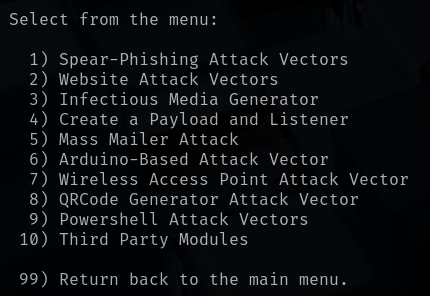 Select from the menu:
1) Spear-Phishing Attack Vectors
2) Website Attack Vectors
3) Infectious Media Generator
4) Create a Payload and Listener
5) Mass Mailer Attack
6) Arduino-Based Attack Vector
7) Wireless Access Point Attack Vector
8) QRCode Generator Attack Vector
9) Powershell Attack Vectors
10) Third Party Modules
99) Return back to the main menu.